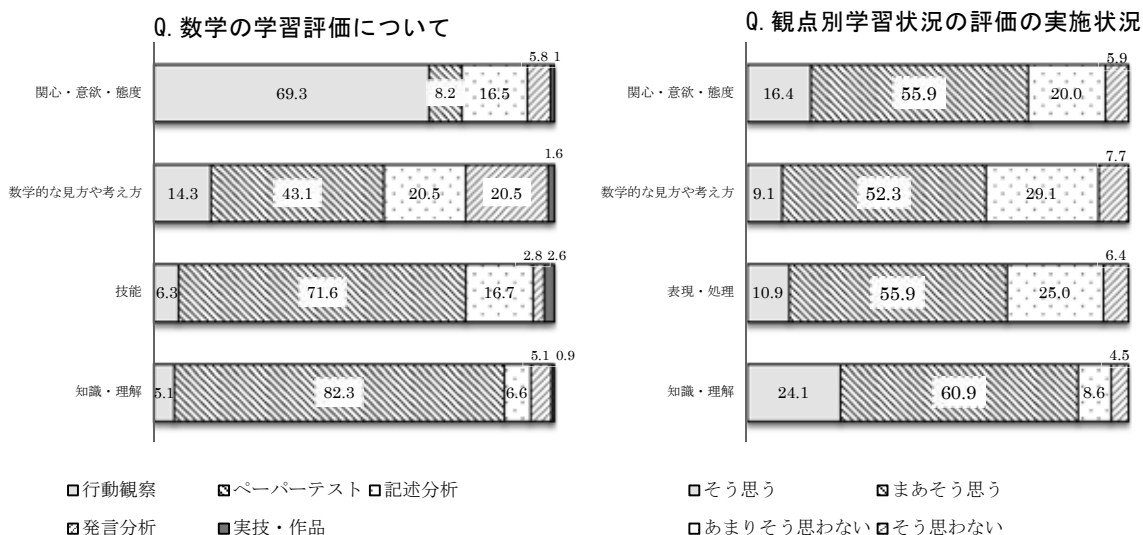 Q. 数学の学習評価について
5.8 1
関心・意欲・態度 69.3 8.2 16.5
1.6
数学的な見方や考え方 14.3 43.1 20.5 20.5
2.8 2.6
技能 6.3 71.6 16.7
5.1 0.9
知識・理解 5.1 82.3 6.6
□行動観察 ペーパーテスト □記述分析
発言分析 ■実技・作品
Q. 観点別学習状況の評価の実施状況
5.9
関心・意欲・態度 16.4 55.9 20.0
7.7
数学的な見方や考え方 9.1 52.3 29.1
6.4
表現・処理 10.9 55.9 25.0
4.5
知識・理解 24.1 60.9 8.6
□そう思う まあそう思う
□あまりそう思わない そう思わない